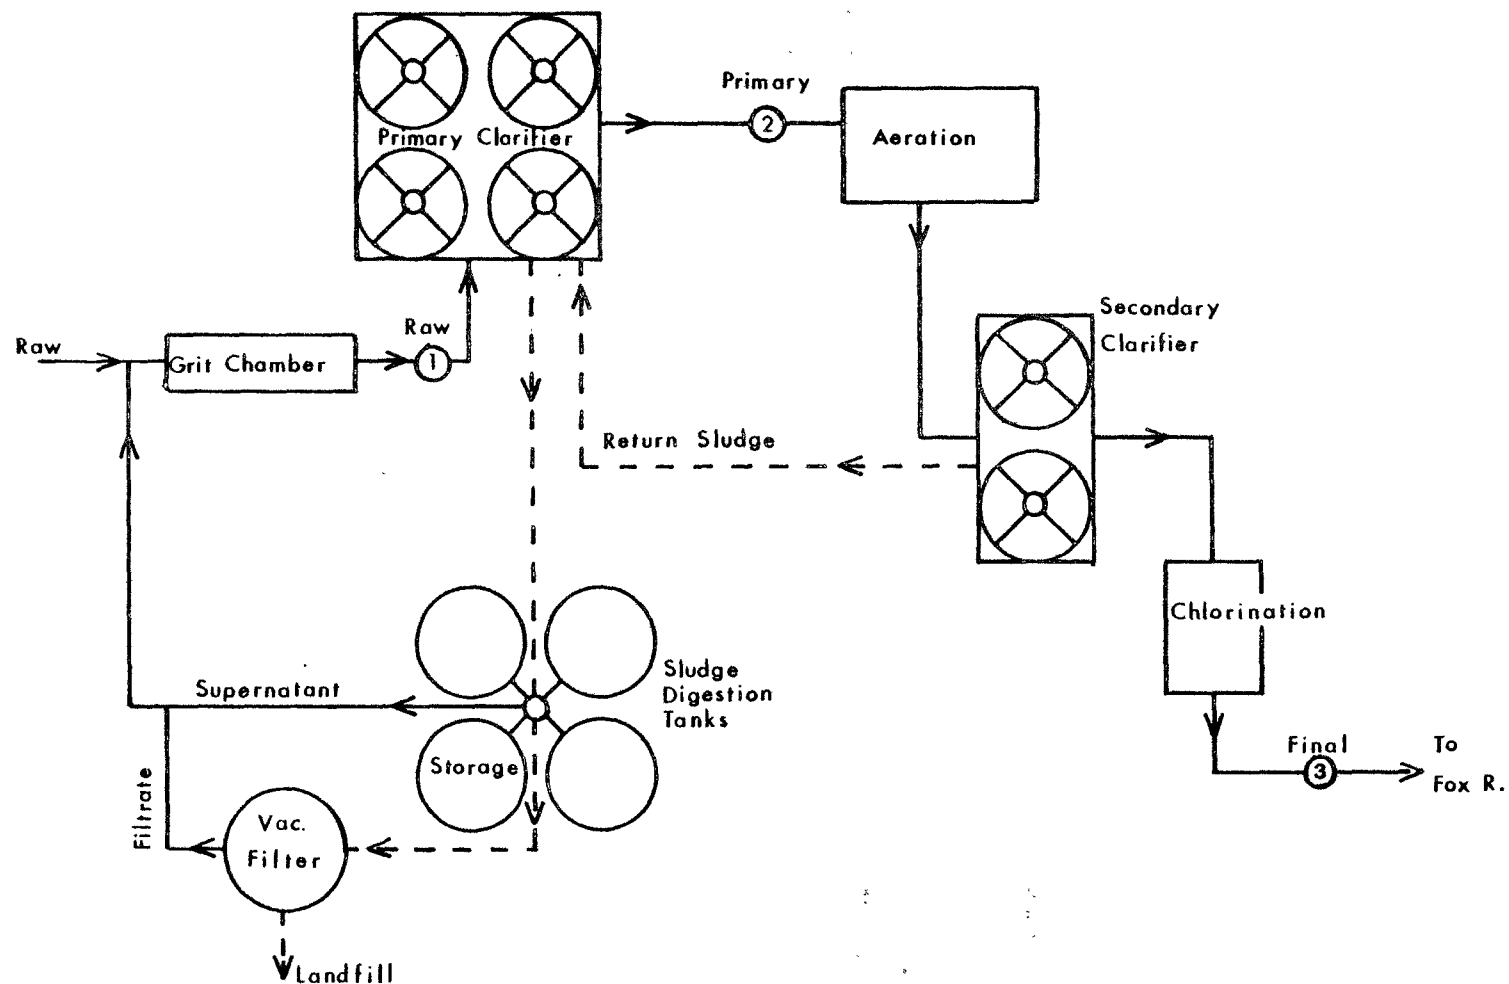 Primary
2
Aeration
Primary Clarifier
Raw
Raw
1
Grit Chamber
Secondary
Clarifier
Return Sludge
Chlorination
Supernatant
Sludge
Digestion
Tanks
Storage
Final
3
To
Fox R.
Filtrate
Vac.
Filter
Landfill